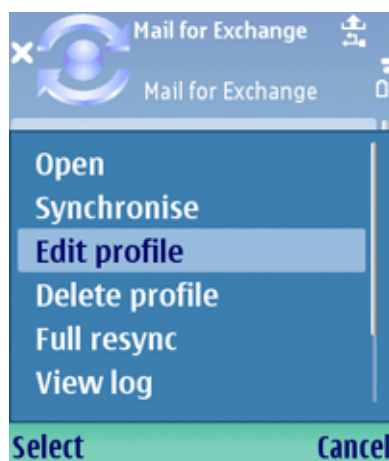 Mail for Exchange
Mail for Exchange
Open
Synchronise
Edit profile
Delete profile
Full resync
View log
Select Cancel